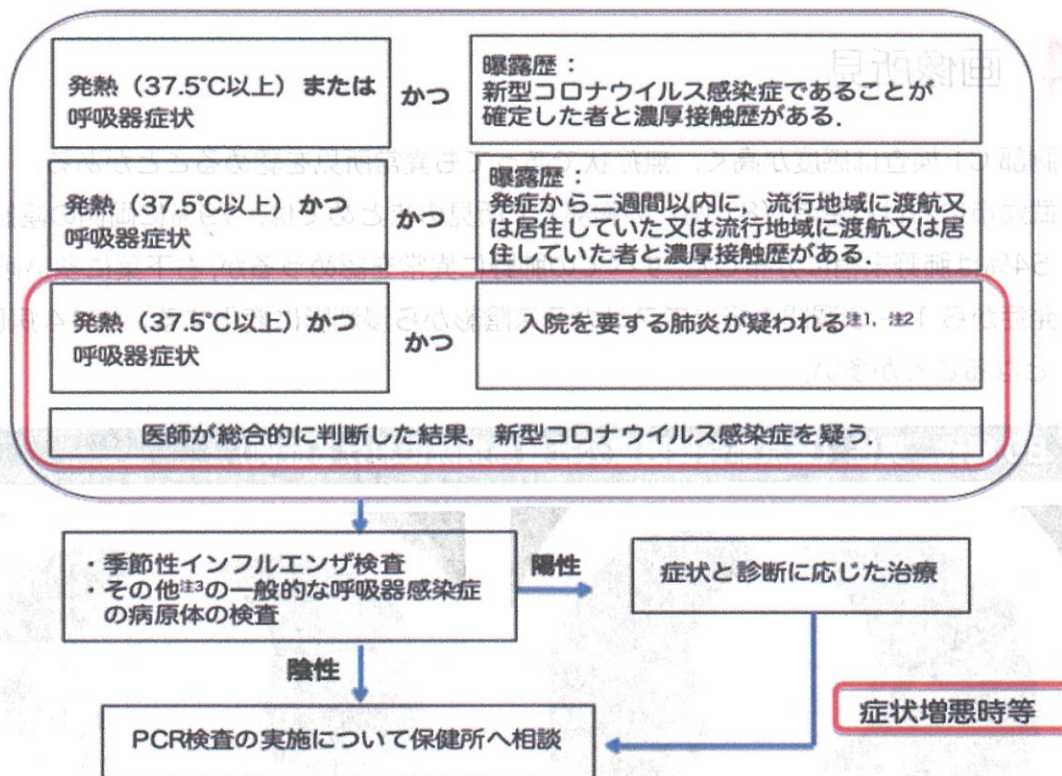 発熱（37.5℃以上）または
呼吸器症状
かつ
曝露歴：
新型コロナウイルス感染症であることが
確定した者と濃厚接触歴がある．
発熱（37.5℃以上）かつ
呼吸器症状
かつ
曝露歴：
発症から二週間以内に，流行地域に渡航又
は居住していた又は流行地域に渡航又は居
住していた者と濃厚接触歴がある．
発熱（37.5℃以上）かつ
呼吸器症状
かつ
入院を要する肺炎が疑われる注1，注2
医師が総合的に判断した結果，新型コロナウイルス感染症を疑う．
・季節性インフルエンザ検査
・その他注3の一般的な呼吸器感染症
の病原体の検査
陽性
症状と診断に応じた治療
陰性
症状増悪時等
PCR検査の実施について保健所へ相談